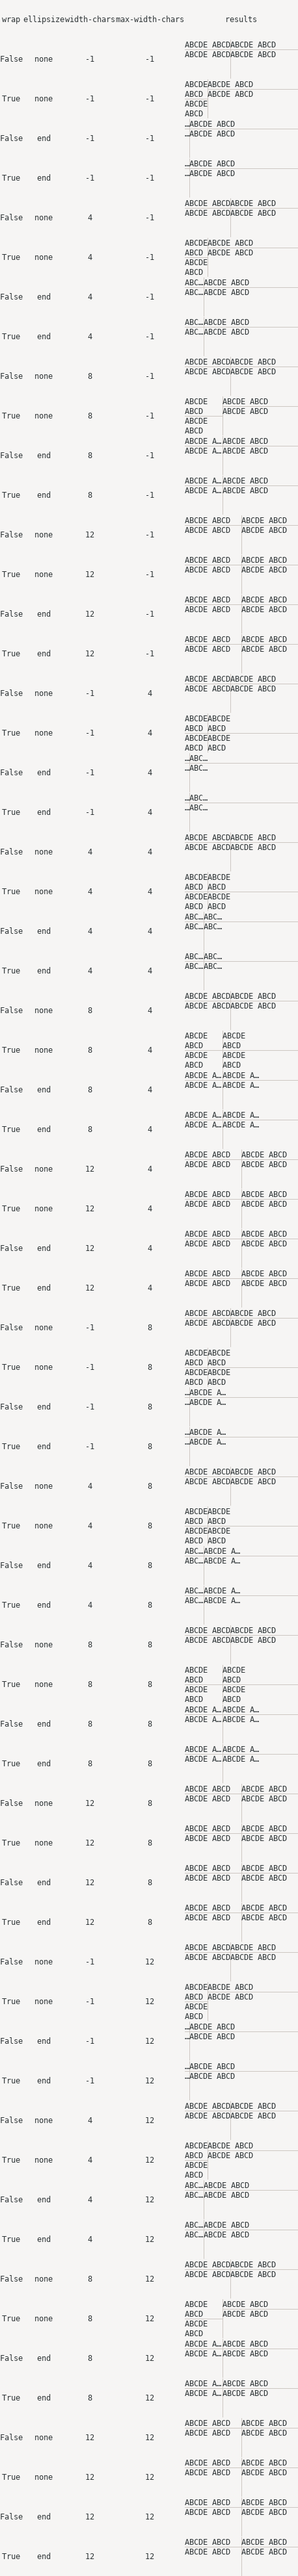 wrap ellipsize width-chars max-width-chars results
False none -1 -1
ABCDE ABCDABCDE ABCD
ABCDE ABCDABCDE ABCD
True none -1 -1
ABCDEABCDE ABCD
ABCD ABCDE ABCD
ABCDE
ABCD
False end -1 -1
…ABCDE ABCD
…ABCDE ABCD
True end -1 -1
…ABCDE ABCD
…ABCDE ABCD
False none 4 -1
ABCDE ABCDABCDE ABCD
ABCDE ABCDABCDE ABCD
True none 4 -1
ABCDEABCDE ABCD
ABCD ABCDE ABCD
ABCDE
ABCD
False end 4 -1
ABC…ABCDE ABCD
ABC…ABCDE ABCD
True end 4 -1
ABC…ABCDE ABCD
ABC…ABCDE ABCD
False none 8 -1
ABCDE ABCDABCDE ABCD
ABCDE ABCDABCDE ABCD
True none 8 -1
ABCDE ABCDE ABCD
ABCD ABCDE ABCD
ABCDE
ABCD
False end 8 -1
ABCDE A…ABCDE ABCD
ABCDE A…ABCDE ABCD
True end 8 -1
ABCDE A…ABCDE ABCD
ABCDE A…ABCDE ABCD
False none 12 -1
ABCDE ABCD ABCDE ABCD
ABCDE ABCD ABCDE ABCD
True none 12 -1
ABCDE ABCD ABCDE ABCD
ABCDE ABCD ABCDE ABCD
False end 12 -1
ABCDE ABCD ABCDE ABCD
ABCDE ABCD ABCDE ABCD
True end 12 -1
ABCDE ABCD ABCDE ABCD
ABCDE ABCD ABCDE ABCD
False none -1 4
ABCDE ABCDABCDE ABCD
ABCDE ABCDABCDE ABCD
True none -1 4
ABCDEABCDE
ABCD ABCD
ABCDEABCDE
ABCD ABCD
False end -1 4
…ABC…
…ABC…
True end -1 4
…ABC…
…ABC…
False none 4 4
ABCDE ABCDABCDE ABCD
ABCDE ABCDABCDE ABCD
True none 4 4
ABCDEABCDE
ABCD ABCD
ABCDEABCDE
ABCD ABCD
False end 4 4
ABC…ABC…
ABC…ABC…
True end 4 4
ABC…ABC…
ABC…ABC…
False none 8 4
ABCDE ABCDABCDE ABCD
ABCDE ABCDABCDE ABCD
True none 8 4
ABCDE ABCDE
ABCD ABCD
ABCDE ABCDE
ABCD ABCD
False end 8 4
ABCDE A…ABCDE A…
ABCDE A…ABCDE A…
True end 8 4
ABCDE A…ABCDE A…
ABCDE A…ABCDE A…
False none 12 4
ABCDE ABCD ABCDE ABCD
ABCDE ABCD ABCDE ABCD
True none 12 4
ABCDE ABCD ABCDE ABCD
ABCDE ABCD ABCDE ABCD
False end 12 4
ABCDE ABCD ABCDE ABCD
ABCDE ABCD ABCDE ABCD
True end 12 4
ABCDE ABCD ABCDE ABCD
ABCDE ABCD ABCDE ABCD
False none -1 8
ABCDE ABCDABCDE ABCD
ABCDE ABCDABCDE ABCD
True none -1 8
ABCDEABCDE
ABCD ABCD
ABCDEABCDE
ABCD ABCD
False end -1 8
…ABCDE A…
…ABCDE A…
True end -1 8
…ABCDE A…
…ABCDE A…
False none 4 8
ABCDE ABCDABCDE ABCD
ABCDE ABCDABCDE ABCD
True none 4 8
ABCDEABCDE
ABCD ABCD
ABCDEABCDE
ABCD ABCD
False end 4 8
ABC…ABCDE A…
ABC…ABCDE A…
True end 4 8
ABC…ABCDE A…
ABC…ABCDE A…
False none 8 8
ABCDE ABCDABCDE ABCD
ABCDE ABCDABCDE ABCD
True none 8 8
ABCDE ABCDE
ABCD ABCD
ABCDE ABCDE
ABCD ABCD
False end 8 8
ABCDE A…ABCDE A…
ABCDE A…ABCDE A…
True end 8 8
ABCDE A…ABCDE A…
ABCDE A…ABCDE A…
False none 12 8
ABCDE ABCD ABCDE ABCD
ABCDE ABCD ABCDE ABCD
True none 12 8
ABCDE ABCD ABCDE ABCD
ABCDE ABCD ABCDE ABCD
False end 12 8
ABCDE ABCD ABCDE ABCD
ABCDE ABCD ABCDE ABCD
True end 12 8
ABCDE ABCD ABCDE ABCD
ABCDE ABCD ABCDE ABCD
False none -1 12
ABCDE ABCDABCDE ABCD
ABCDE ABCDABCDE ABCD
True none -1 12
ABCDEABCDE ABCD
ABCD ABCDE ABCD
ABCDE
ABCD
False end -1 12
…ABCDE ABCD
…ABCDE ABCD
True end -1 12
…ABCDE ABCD
…ABCDE ABCD
False none 4 12
ABCDE ABCDABCDE ABCD
ABCDE ABCDABCDE ABCD
True none 4 12
ABCDEABCDE ABCD
ABCD ABCDE ABCD
ABCDE
ABCD
False end 4 12
ABC…ABCDE ABCD
ABC…ABCDE ABCD
True end 4 12
ABC…ABCDE ABCD
ABC…ABCDE ABCD
False none 8 12
ABCDE ABCDABCDE ABCD
ABCDE ABCDABCDE ABCD
True none 8 12
ABCDE ABCDE ABCD
ABCD ABCDE ABCD
ABCDE
ABCD
False end 8 12
ABCDE A…ABCDE ABCD
ABCDE A…ABCDE ABCD
True end 8 12
ABCDE A…ABCDE ABCD
ABCDE A…ABCDE ABCD
False none 12 12
ABCDE ABCD ABCDE ABCD
ABCDE ABCD ABCDE ABCD
True none 12 12
ABCDE ABCD ABCDE ABCD
ABCDE ABCD ABCDE ABCD
False end 12 12
ABCDE ABCD ABCDE ABCD
ABCDE ABCD ABCDE ABCD
True end 12 12
ABCDE ABCD ABCDE ABCD
ABCDE ABCD ABCDE ABCD